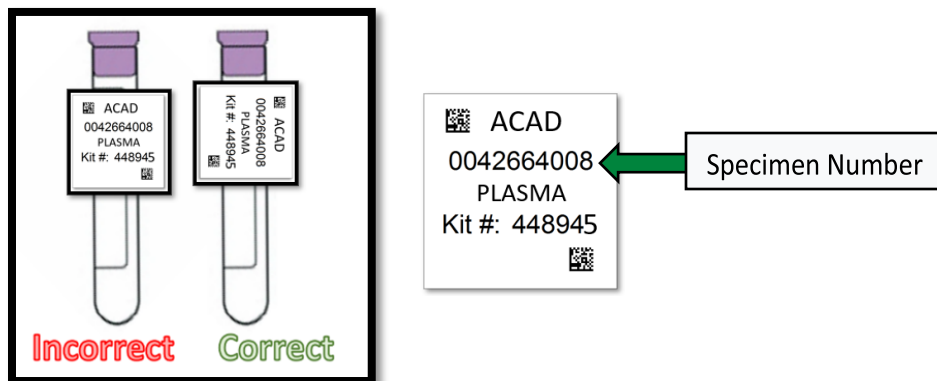 ACAD
0042664008
PLASMA
Kit #: 448945
ACAD
0042664008
PLASMA
Kit #: 448945
Incorrect
Correct
ACAD
0042664008
PLASMA
Kit #: 448945
Specimen Number